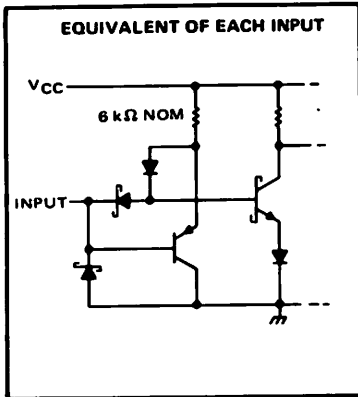 EQUIVALENT OF EACH INPUT
VCC
6 kΩ NOM
INPUT